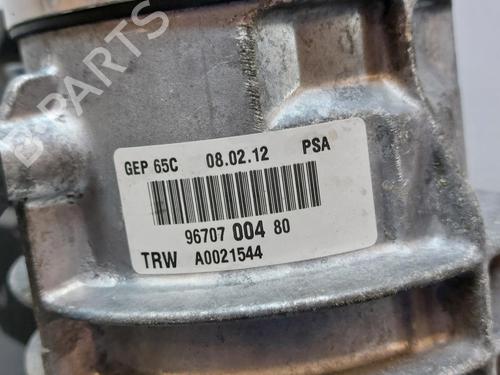 B-PARTS
GEP 65C 08.02.12 PSA
96707 004 80
TRW A0021544